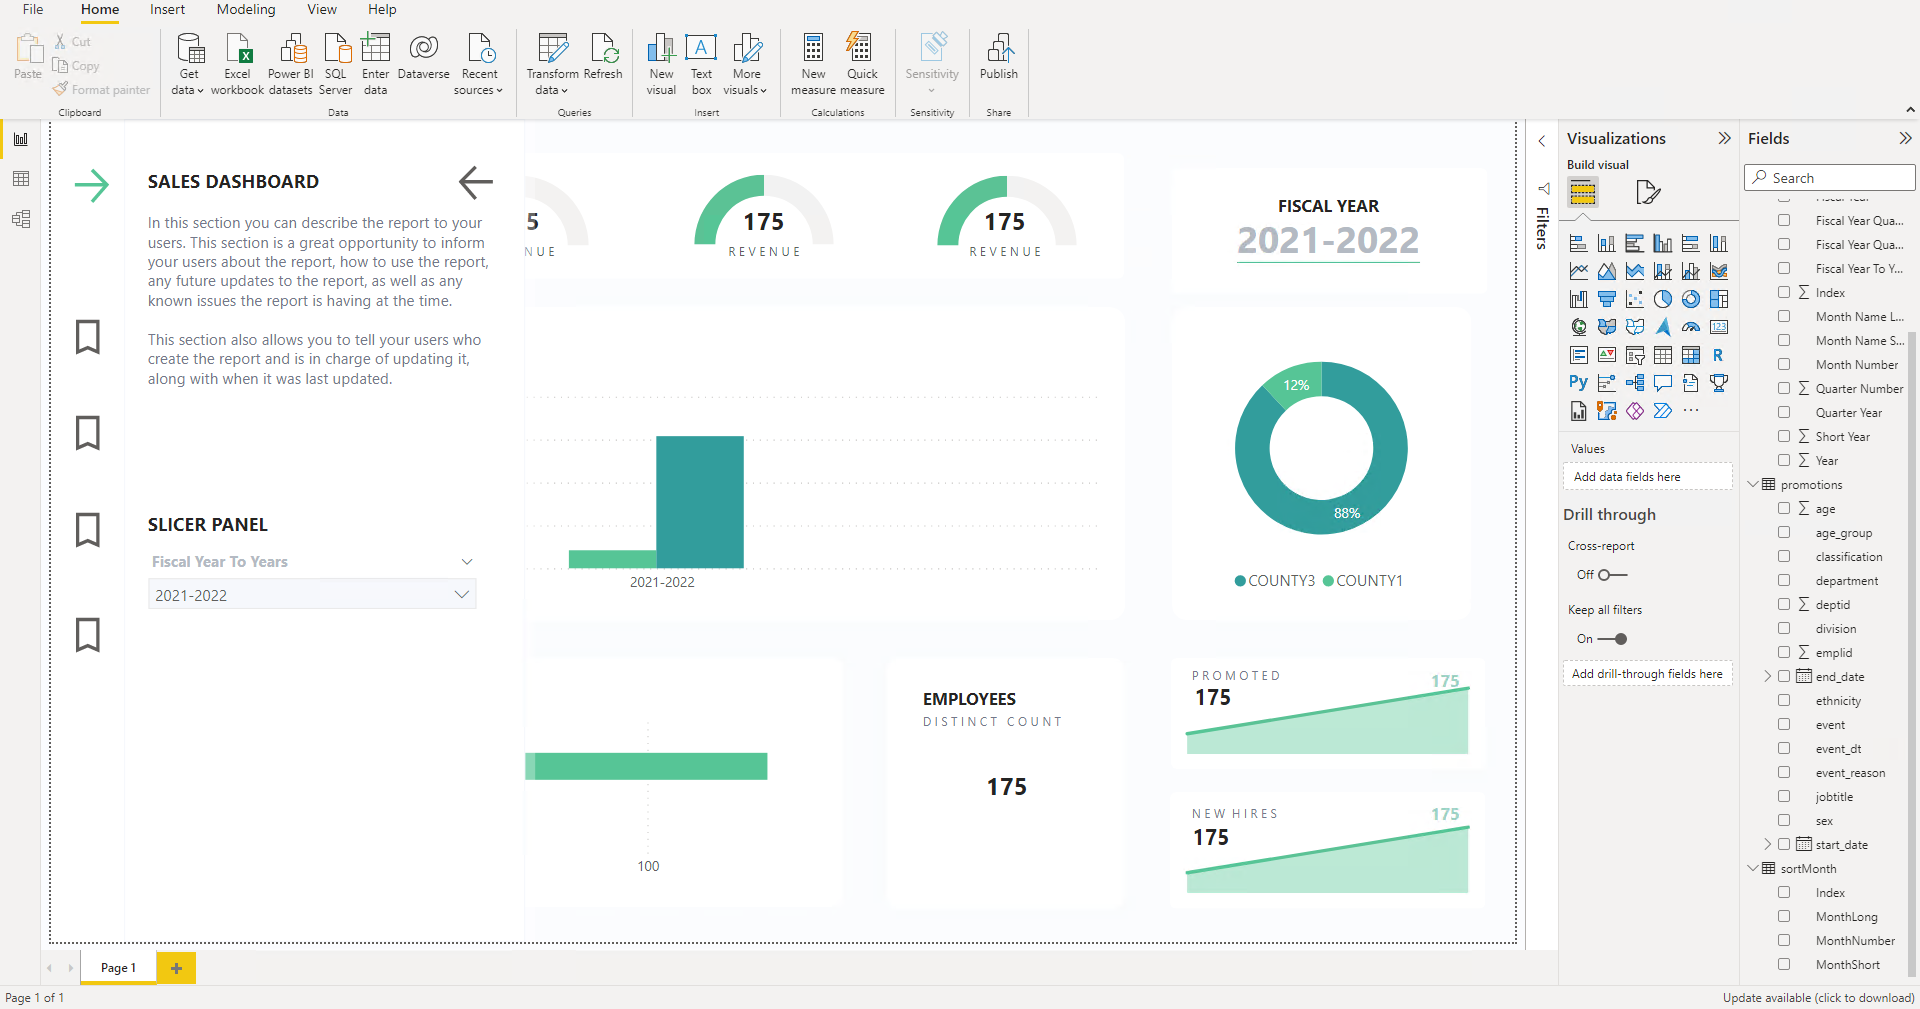 File Home Insert Modeling View Help
Paste
Cut
Copy
Format painter
Clipboard
Get data
Excel workbook
Power BI datasets
SQL Server
Enter data
Dataverse
Recent sources
Data
Transform data
Refresh
Queries
New visual
Text box
More visuals
Insert
New measure
Quick measure
Calculations
Sensitivity
Sensitivity
Publish
Share
SALES DASHBOARD
In this section you can describe the report to your
users. This section is a great opportunity to inform
your users about the report, how to use the report,
any future updates to the report, as well as any
known issues the report is having at the time.
This section also allows you to tell your users who
create the report and is in charge of updating it,
along with when it was last updated.
SLICER PANEL
Fiscal Year To Years
2021-2022
5
NUE
175
REVENUE
175
REVENUE
FISCAL YEAR
2021-2022
2021-2022
12%
88%
COUNTY3 COUNTY1
100
EMPLOYEES
DISTINCT COUNT
175
PROMOTED
175
175
NEW HIRES
175
175
Filters
Visualizations
Build visual
Py
R
123
Values
Add data fields here
Drill through
Cross-report
Off
Keep all filters
On
Add drill-through fields here
Fields
Search
Fiscal Year Qua...
Fiscal Year Qua...
Fiscal Year To Y...
Index
Month Name L...
Month Name S...
Month Number
Quarter Number
Quarter Year
Short Year
Year
promotions
age
age_group
classification
department
deptid
division
emplid
end_date
ethnicity
event
event_dt
event_reason
jobtitle
sex
start_date
sortMonth
Index
MonthLong
MonthNumber
MonthShort
Page 1
Page 1 of 1
Update available (click to download)